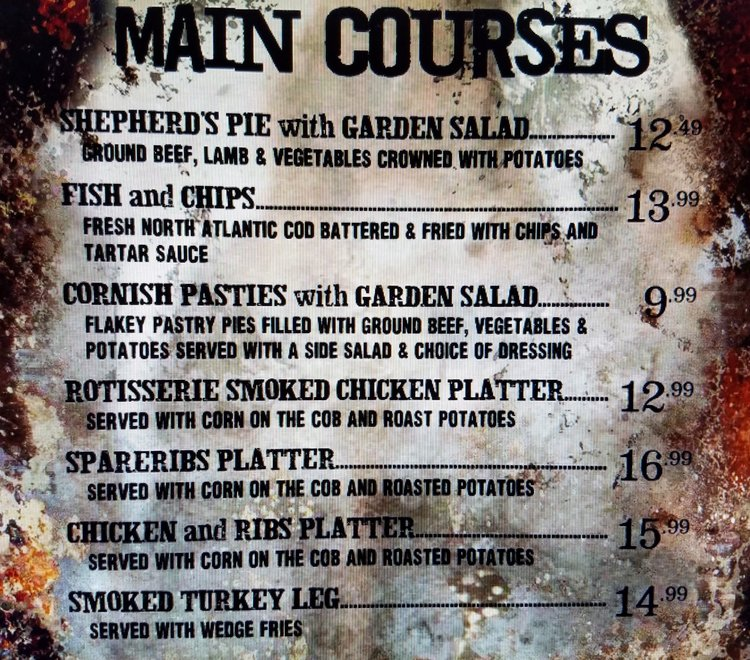 MAIN COURSES
SHEPHERD'S PIE with GARDEN SALAD.................. 12.49
GROUND BEEF, LAMB & VEGETABLES CROWNED WITH POTATOES
FISH and CHIPS.................. 13.99
FRESH NORTH ATLANTIC COD BATTERED & FRIED WITH CHIPS AND
TARTAR SAUCE
CORNISH PASTIES with GARDEN SALAD.................. 9.99
FLAKEY PASTRY PIES FILLED WITH GROUND BEEF, VEGETABLES &
POTATOES SERVED WITH A SIDE SALAD & CHOICE OF DRESSING
ROTISSERIE SMOKED CHICKEN PLATTER.......... 12.99
SERVED WITH CORN ON THE COB AND ROAST POTATOES
SPARERIBS PLATTER.................. 16.99
SERVED WITH CORN ON THE COB AND ROASTED POTATOES
CHICKEN and RIBS PLATTER.................. 15.99
SERVED WITH CORN ON THE COB AND ROASTED POTATOES
SMOKED TURKEY LEG.................. 14.99
SERVED WITH WEDGE FRIES